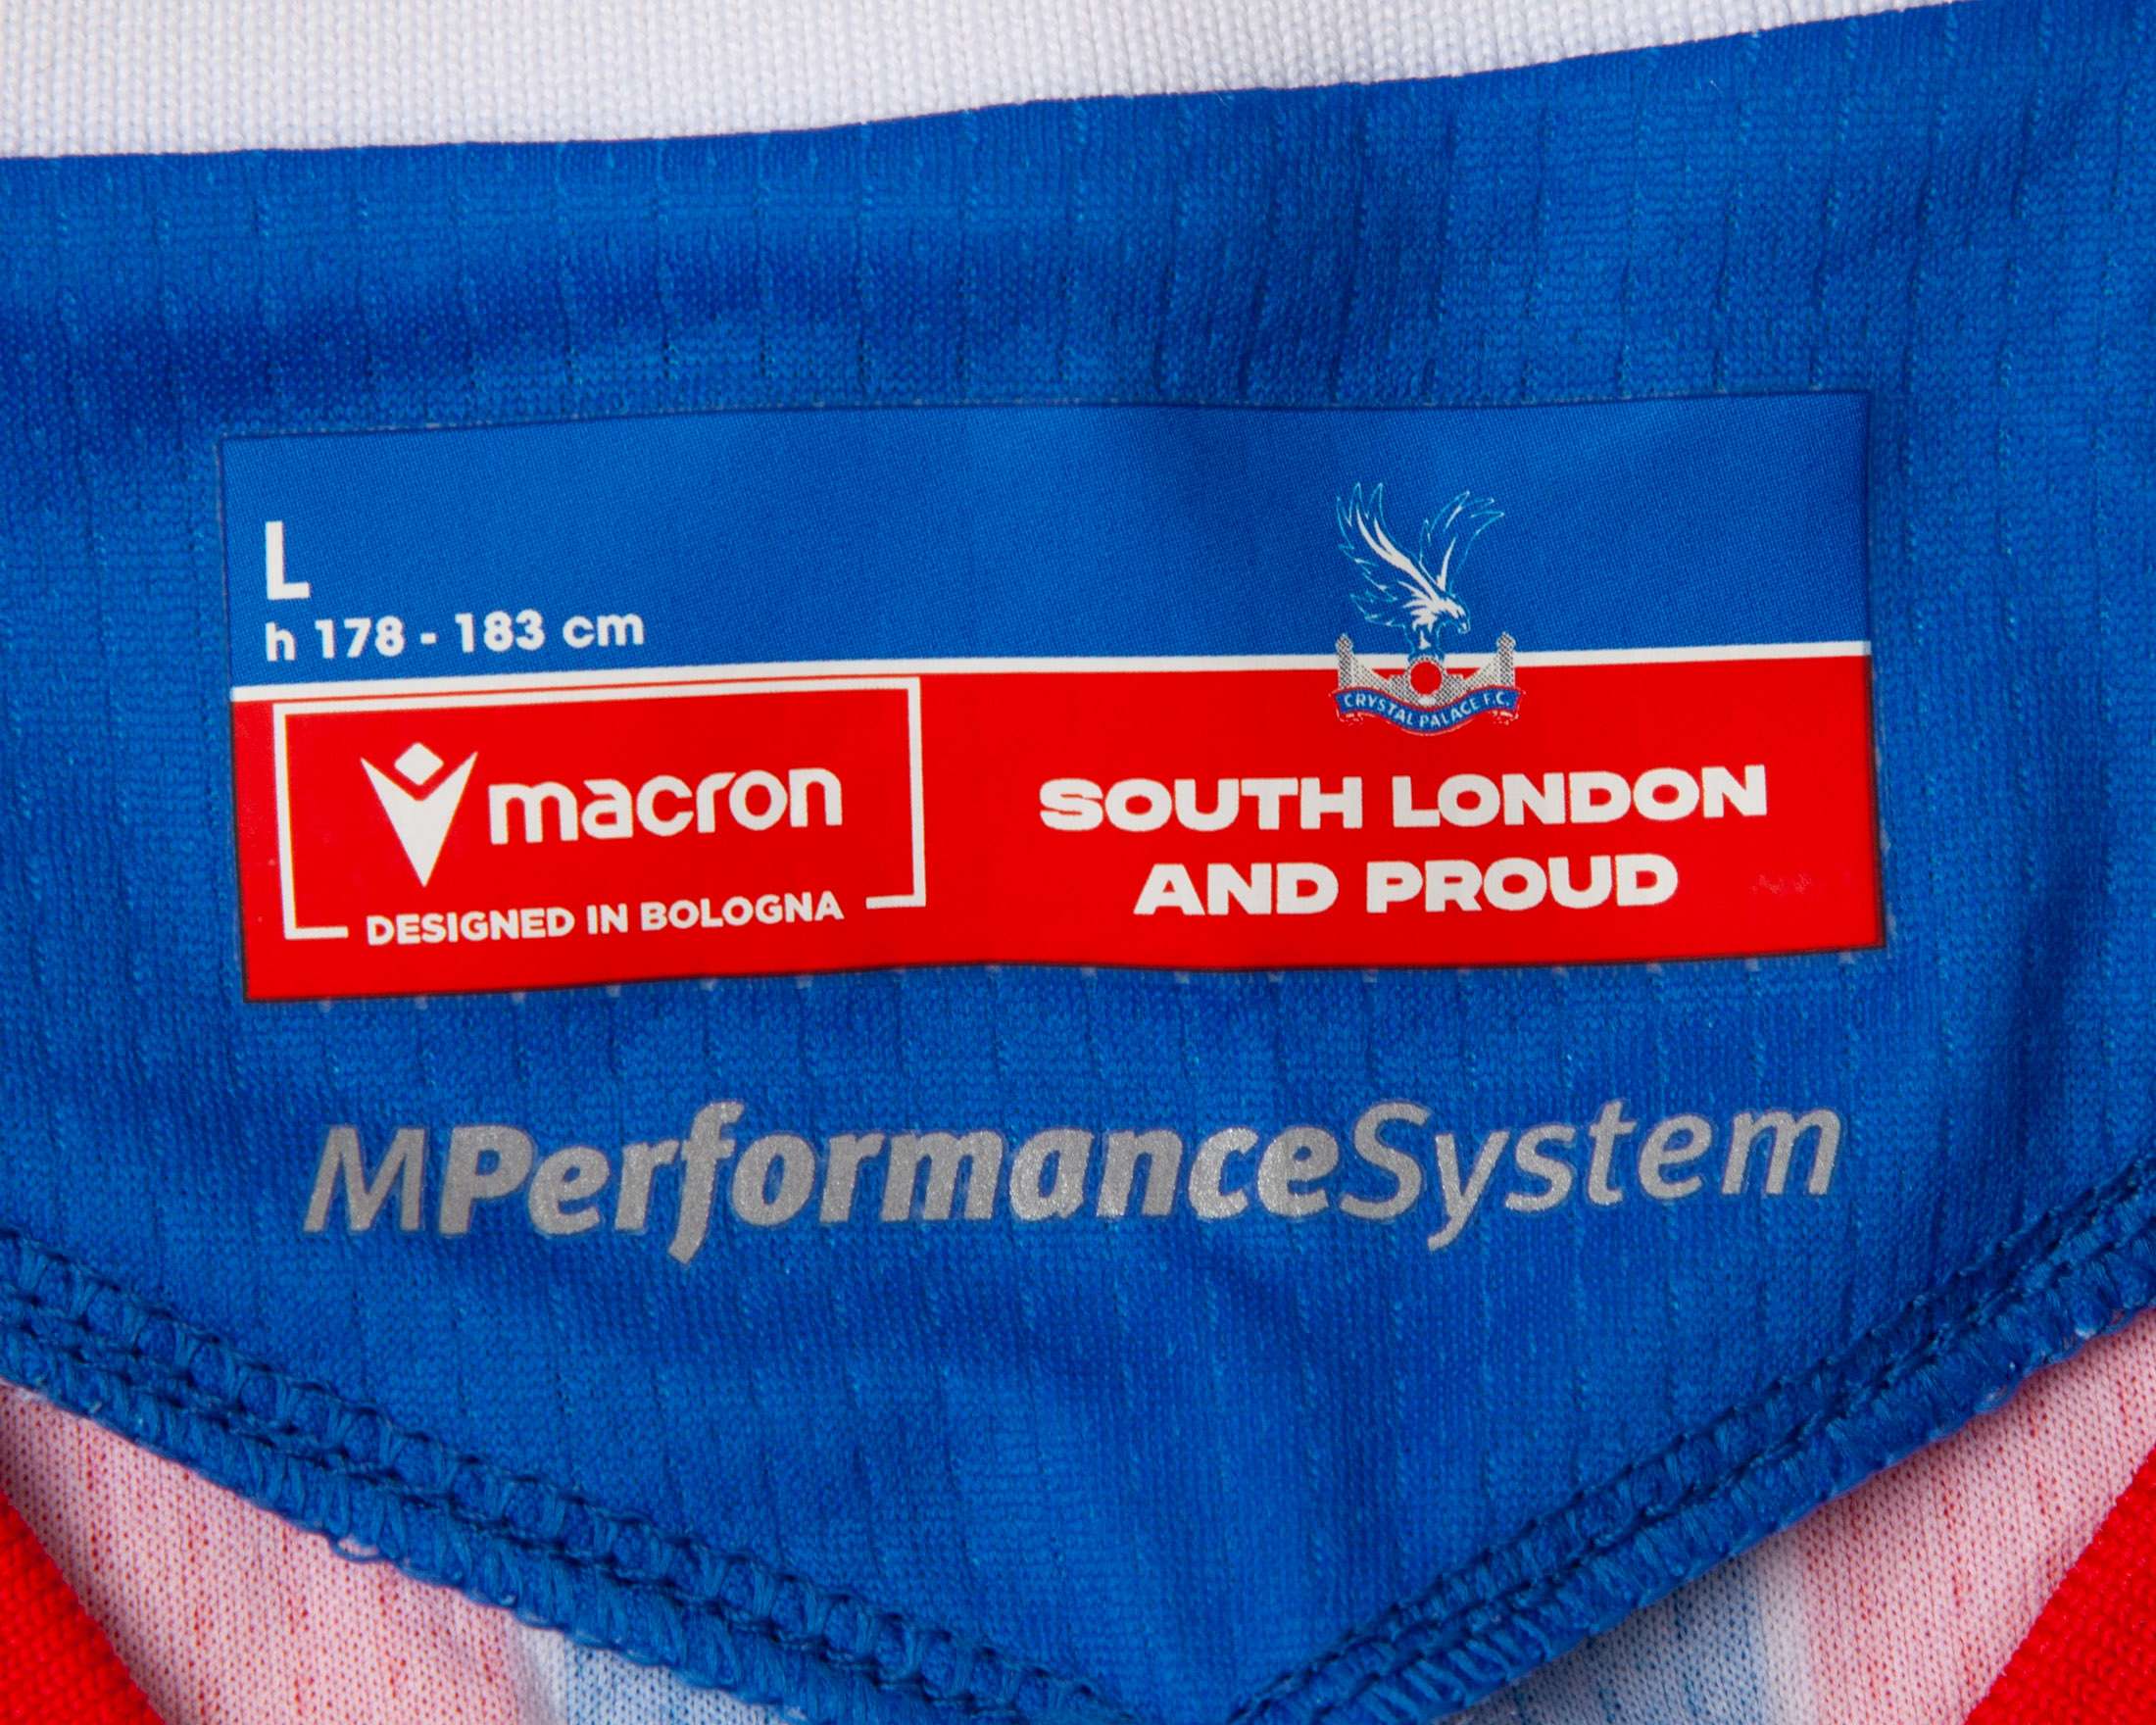 L
h 178 - 183 cm
CRYSTAL PALACE F.C.
macron
DESIGNED IN BOLOGNA
SOUTH LONDON
AND PROUD
MPerformanceSystem